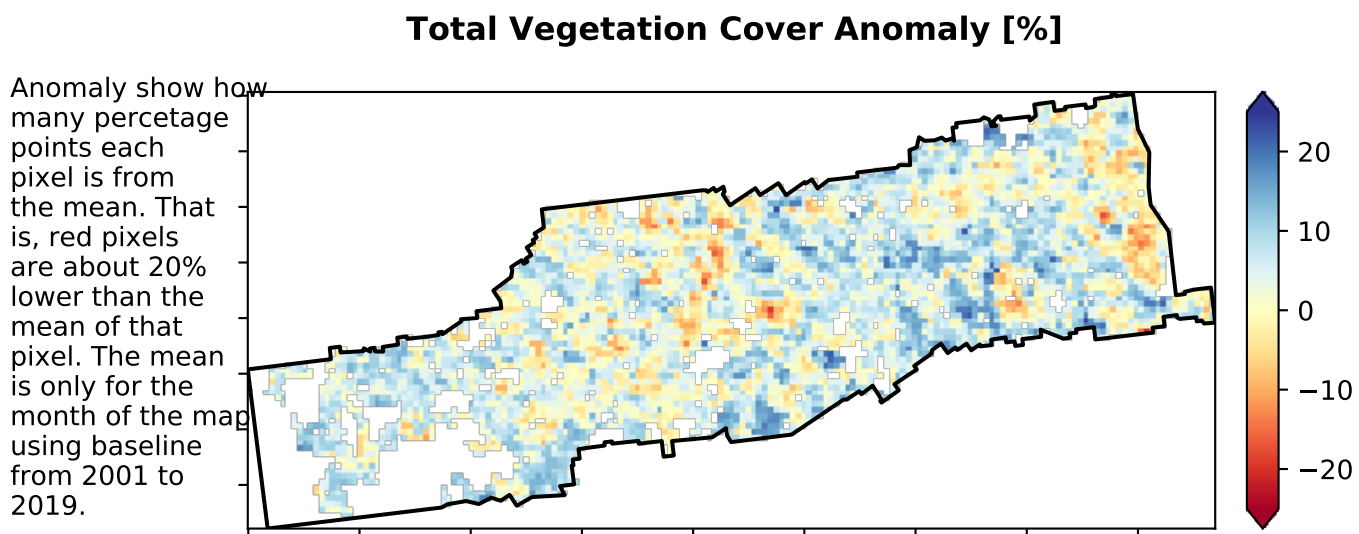 Total Vegetation Cover Anomaly [%]
Anomaly show how
many percetage
points each
pixel is from
the mean. That
is, red pixels
are about 20%
lower than the
mean of that
pixel. The mean
is only for the
month of the map
using baseline
from 2001 to
2019.
20
10
0
−10
−20